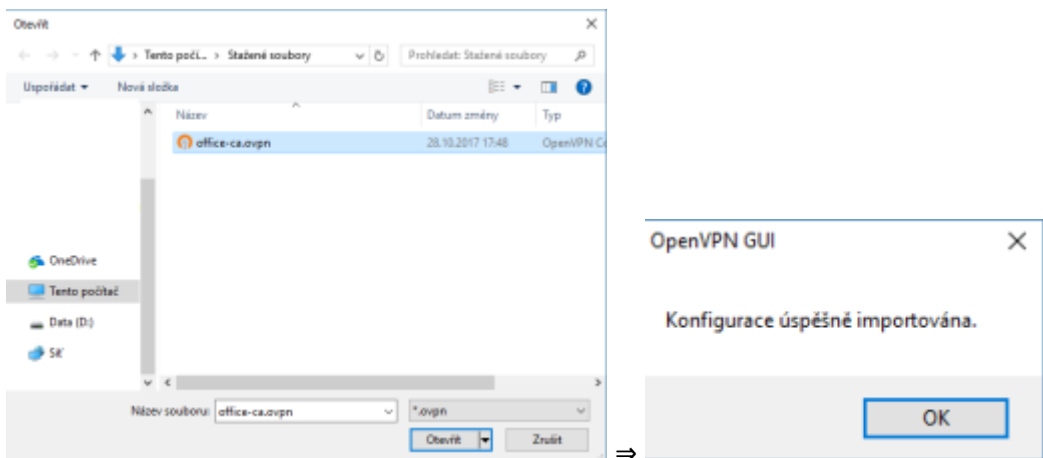 Otevřít
Tento počí... › Stažené soubory
Prohledat: Stažené soubory
Uspořádat
Nová složka
Název
Datum změny
Typ
office-ca.ovpn
28.10.2017 17:48
OpenVPN Co
OneDrive
Tento počítač
Data (D:)
Síť
Název souboru:
office-ca.ovpn
*.ovpn
Otevřít
Zrušit
⇒
OpenVPN GUI
Konfigurace úspěšně importována.
OK